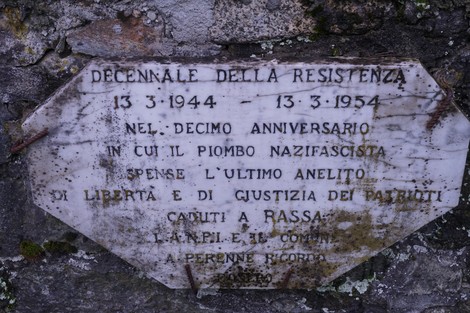 DECENNALE DELLA RESISTENZA
13·3·1944 - 13·3·1954
NEL DECIMO ANNIVERSARIO
IN CUI IL PIOMBO NAZIFASCISTA
SPENSE L'ULTIMO ANELITO
DI LIBERTÀ E DI GIUSTIZIA DEI PATRIOTI
CADUTI A RASSA
L'A.N.P.I. E IL COMUNE
A PERENNE RICORDO